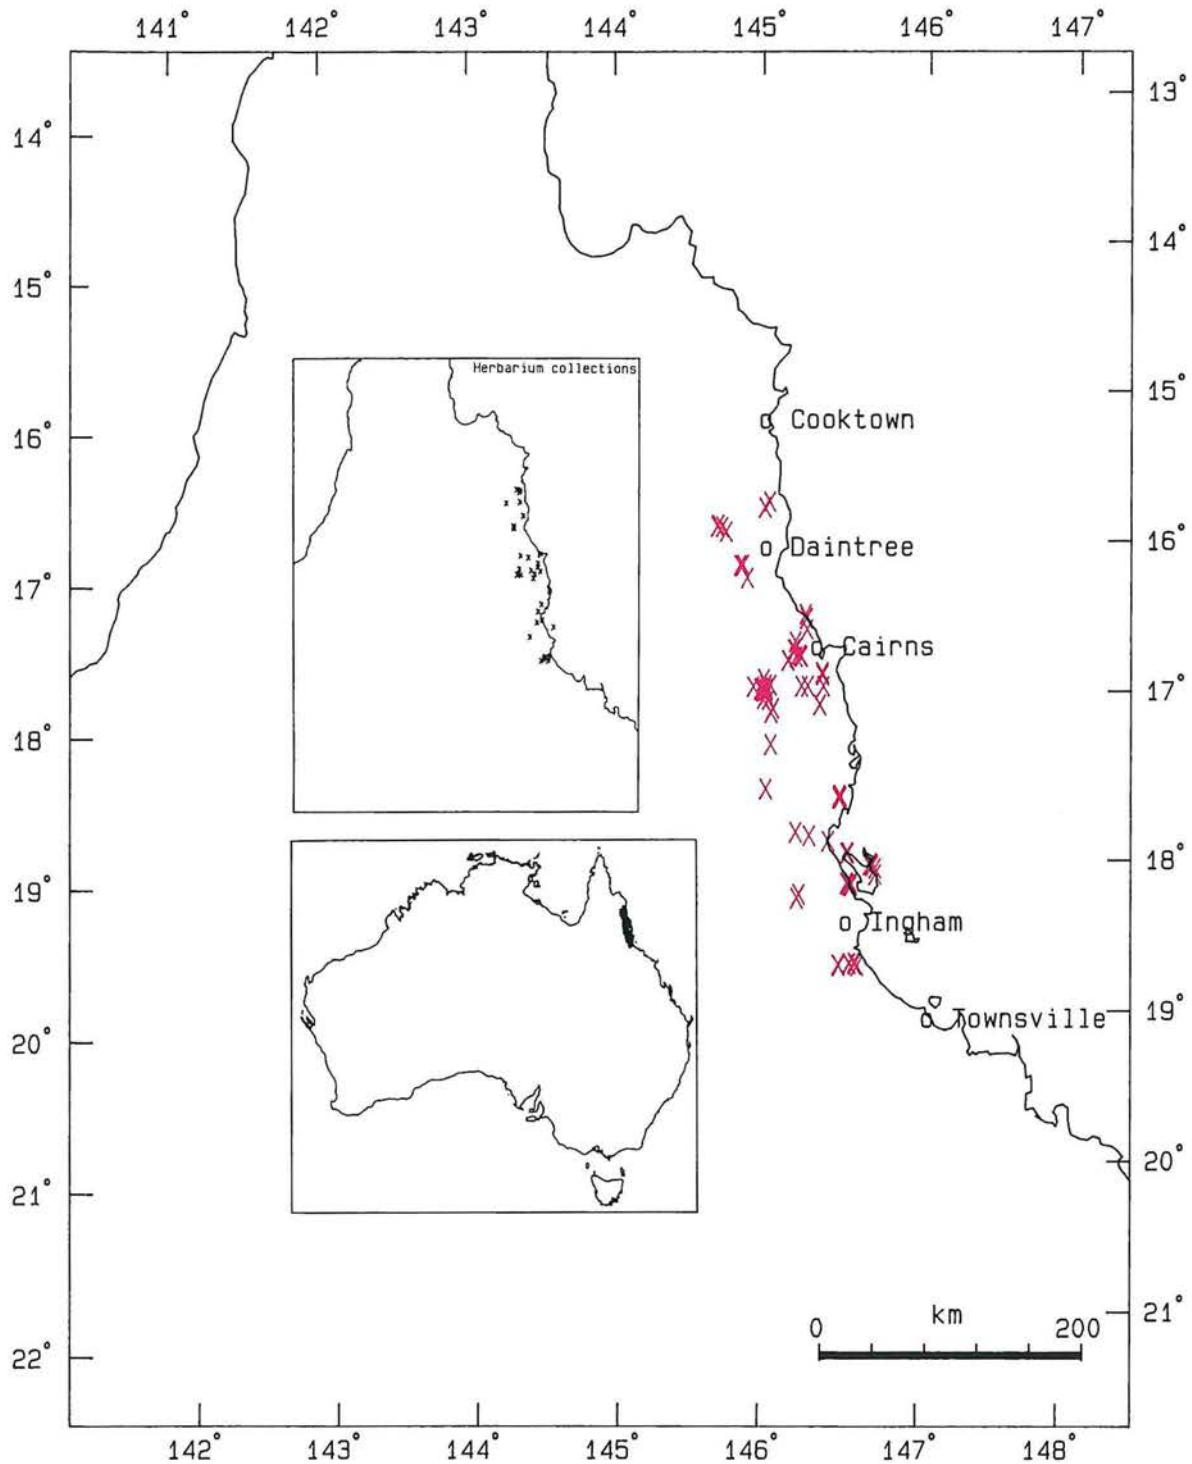 141° 142° 143° 144° 145° 146° 147°
13°
14°
14°
15°
Herbarium collections
15°
o Cooktown
16°
16°
o Daintree
17°
o Cairns
17°
18°
18°
19°
o Ingham
19°
o Townsville
20°
20°
21°
km
21°
0 200
22°
142° 143° 144° 145° 146° 147° 148°